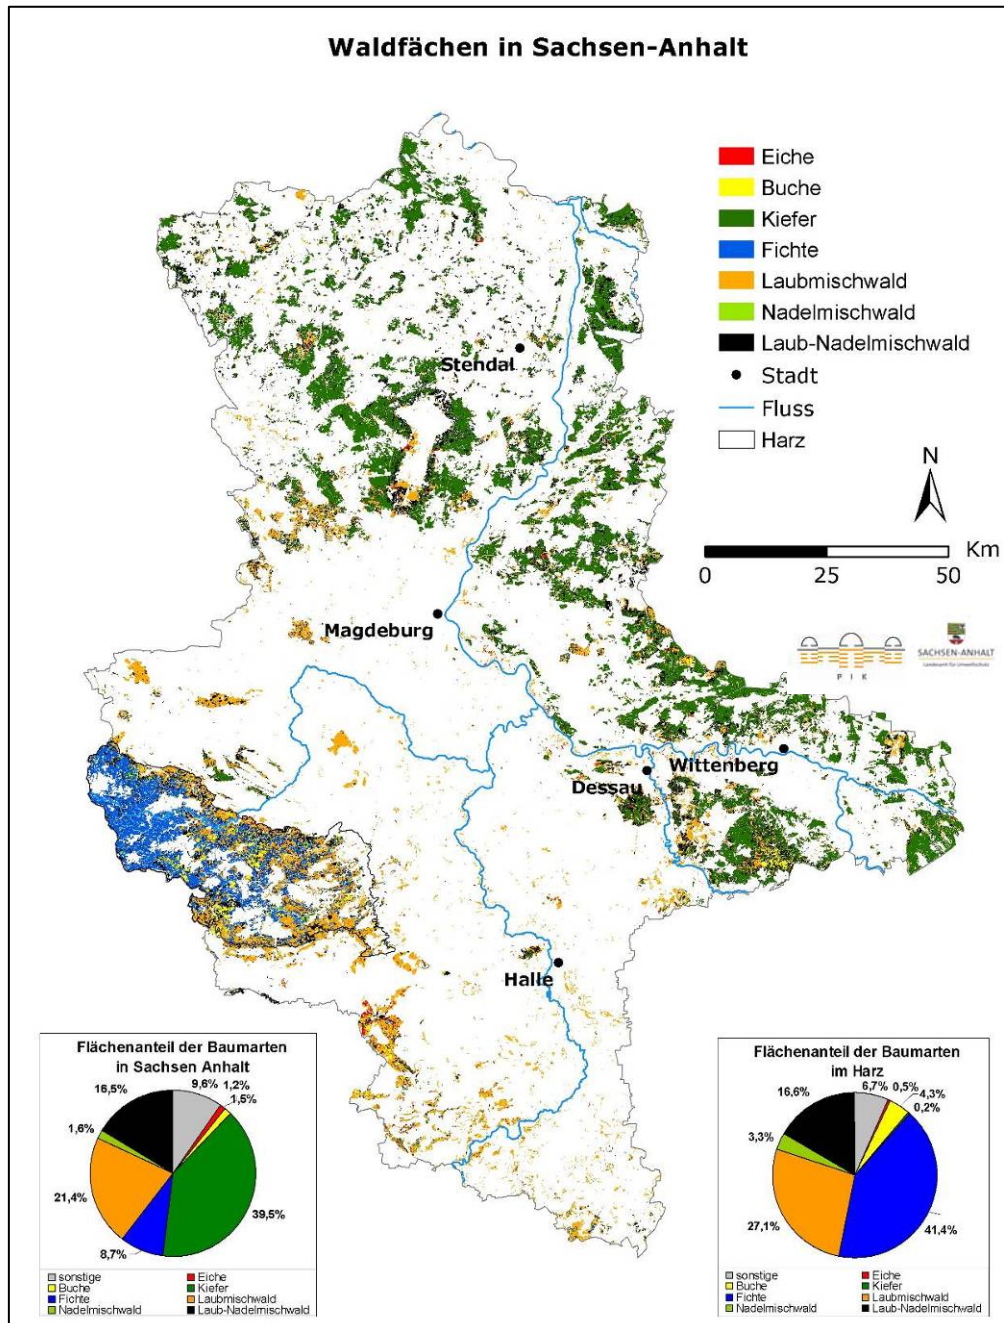 Waldfächen in Sachsen-Anhalt
Eiche
Buche
Kiefer
Fichte
Laubmischwald
Nadelmischwald
Laub-Nadelmischwald
Stadt
Fluss
Harz
N
Km
0 25 50
Stendal
Magdeburg
P I K
SACHSEN-ANHALT
Landesamt für Umweltschutz
Wittenberg
Dessau
Halle
Flächenanteil der Baumarten
in Sachsen Anhalt
16,5%
9,6%
1,2%
1,5%
1,6%
21,4%
39,5%
8,7%
sonstige
Eiche
Buche
Kiefer
Fichte
Laubmischwald
Nadelmischwald
Laub-Nadelmischwald
Flächenanteil der Baumarten
im Harz
16,6%
6,7%
0,5%
4,3%
0,2%
3,3%
27,1%
41,4%
sonstige
Eiche
Buche
Kiefer
Fichte
Laubmischwald
Nadelmischwald
Laub-Nadelmischwald